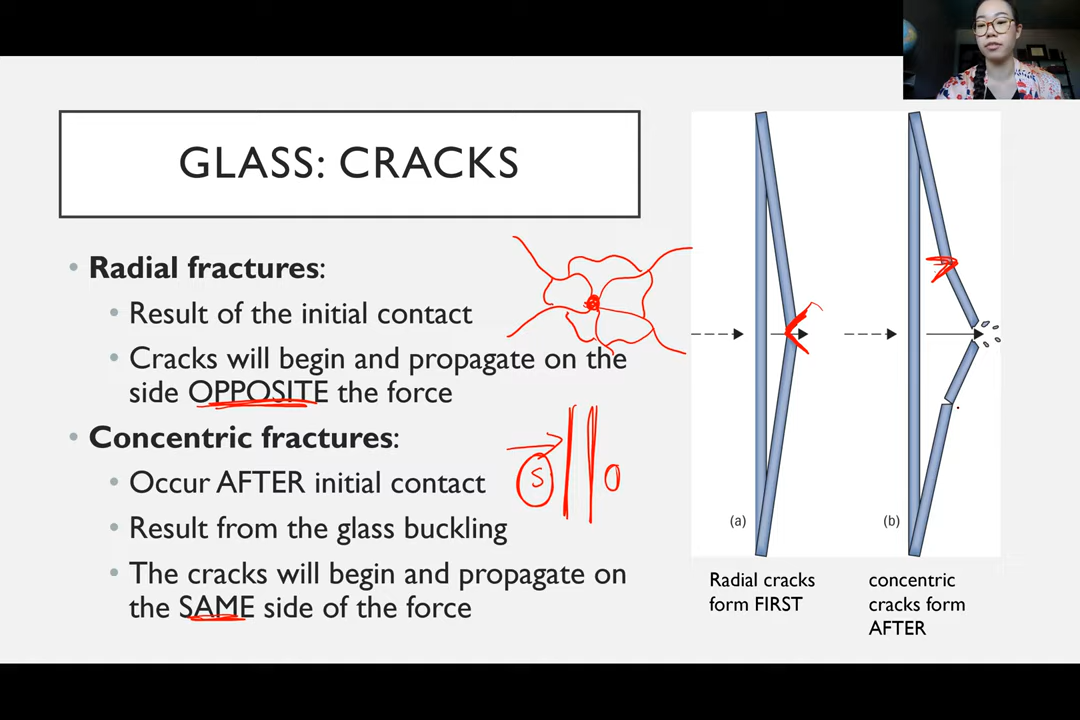 GLASS: CRACKS
• Radial fractures:
• Result of the initial contact
• Cracks will begin and propagate on the
side OPPOSITE the force
• Concentric fractures:
• Occur AFTER initial contact
• Result from the glass buckling
• The cracks will begin and propagate on
the SAME side of the force
S
O
(a)
(b)
Radial cracks
form FIRST
concentric
cracks form
AFTER